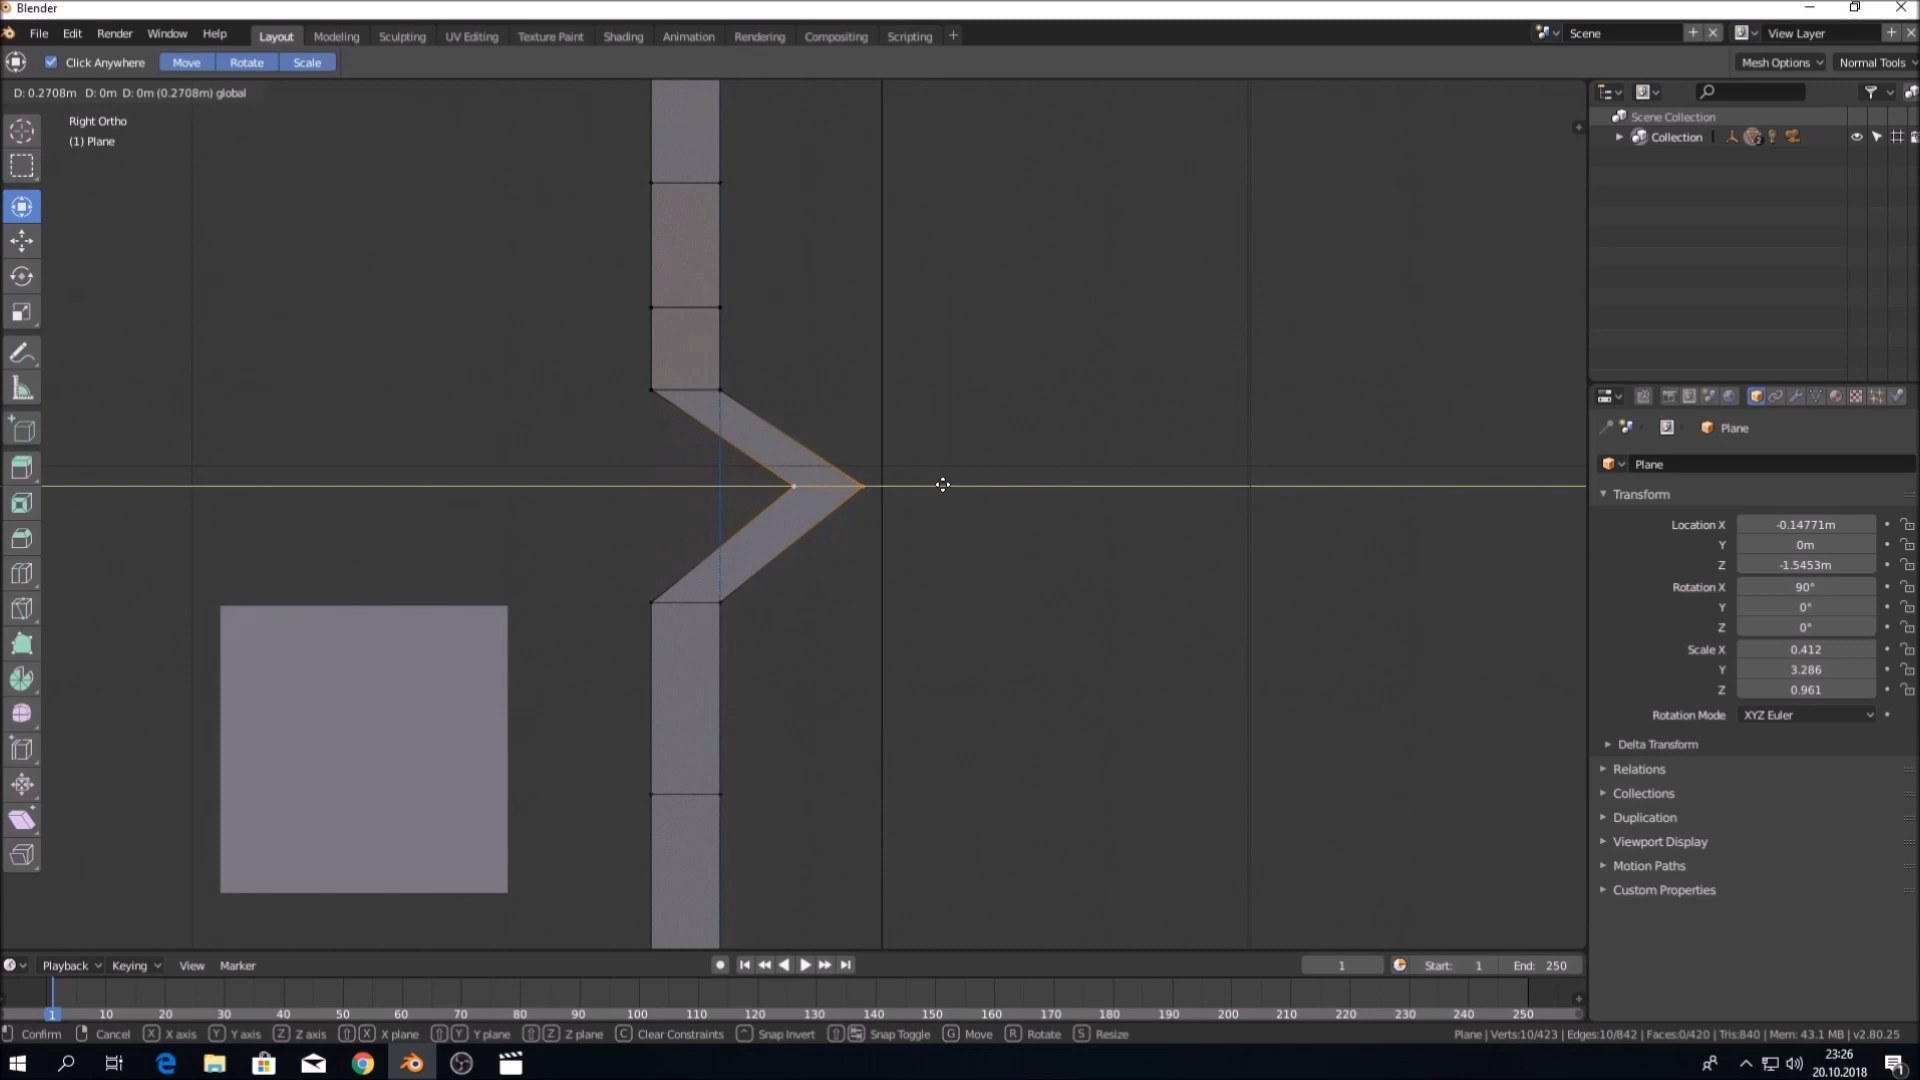 Blender
File Edit Render Window Help Layout Modeling Sculpting UV Editing Texture Paint Shading Animation Rendering Compositing Scripting + Scene View Layer
Click Anywhere Move Rotate Scale Mesh Options Normal Tools
D: 0.2708m D: 0m D: 0m (0.2708m) global
Right Ortho
(1) Plane
Scene Collection
Collection
Plane
Plane
Transform
Location X -0.14771m
Y 0m
Z -1.5453m
Rotation X 90°
Y 0°
Z 0°
Scale X 0.412
Y 3.286
Z 0.961
Rotation Mode XYZ Euler
Delta Transform
Relations
Collections
Duplication
Viewport Display
Motion Paths
Custom Properties
Playback Keying View Marker 1 Start: 1 End: 250
1 10 20 30 40 50 60 70 80 90 100 110 120 130 140 150 160 170 180 190 200 210 220 230 240 250
Confirm Cancel X X axis Y Y axis Z Z axis X X plane Y Y plane Z Z plane C Clear Constraints Snap Invert Snap Toggle G Move R Rotate S Resize Plane | Verts:10/423 | Edges:10/842 | Faces:0/420 | Tris:840 | Mem: 43.1 MB | v2.80.25
23:26
20.10.2018